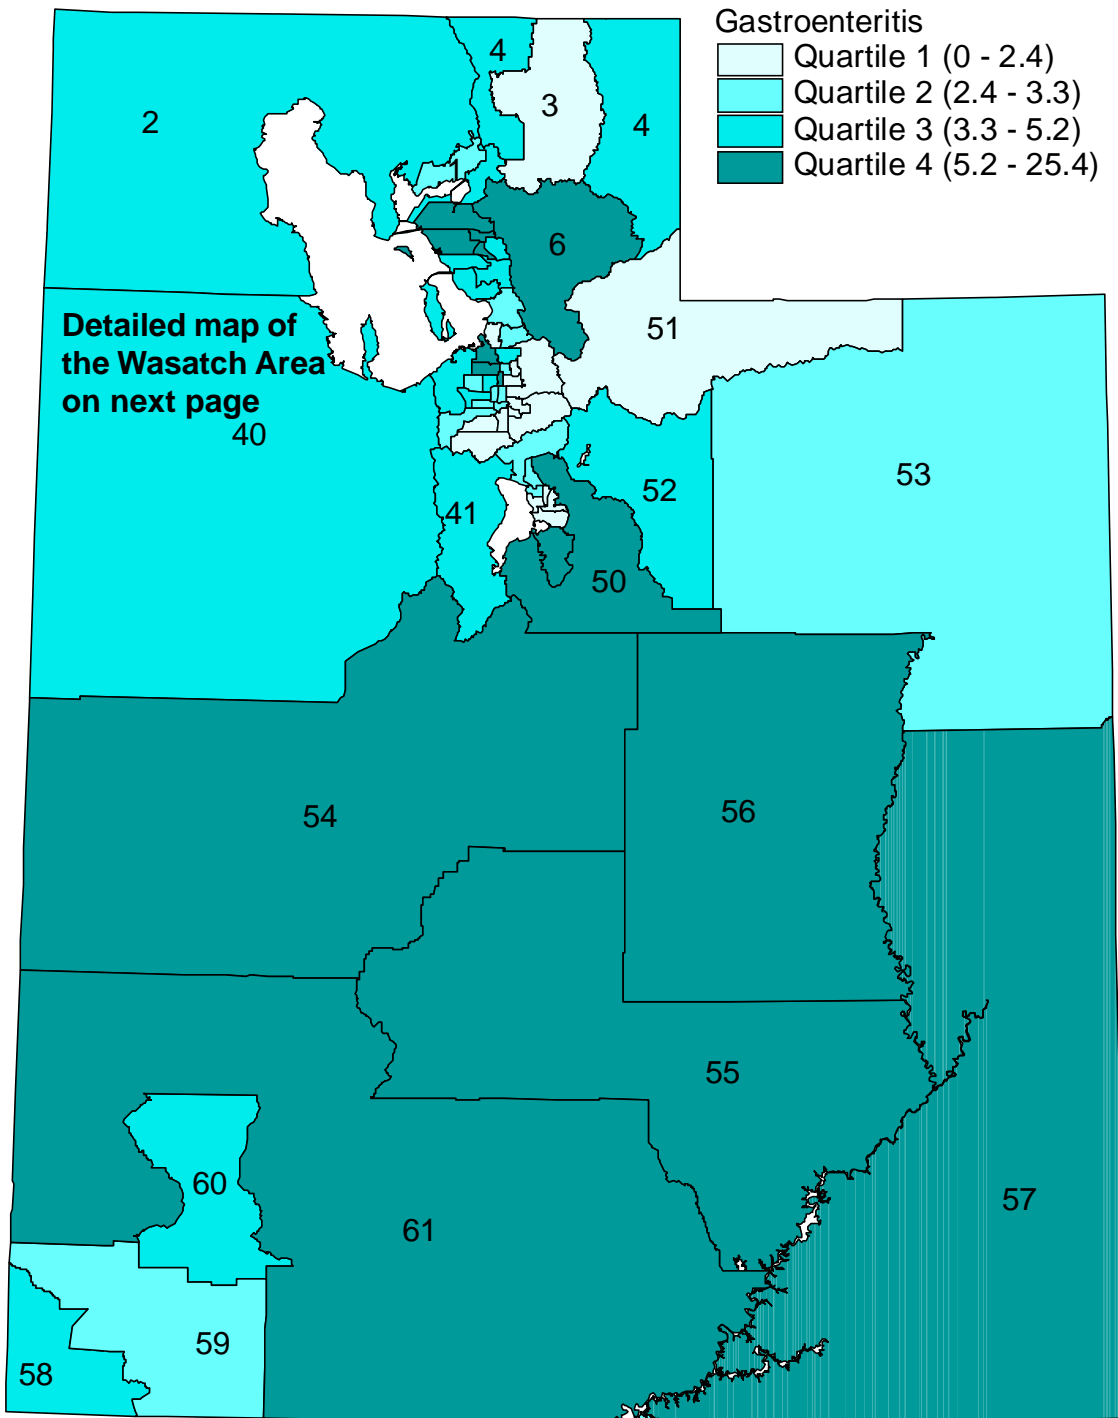 Gastroenteritis
Quartile 1 (0 - 2.4)
Quartile 2 (2.4 - 3.3)
Quartile 3 (3.3 - 5.2)
Quartile 4 (5.2 - 25.4)
4
3
2
4
1
6
51
Detailed map of
the Wasatch Area
on next page
40
53
52
41
50
56
54
55
60
57
61
59
58